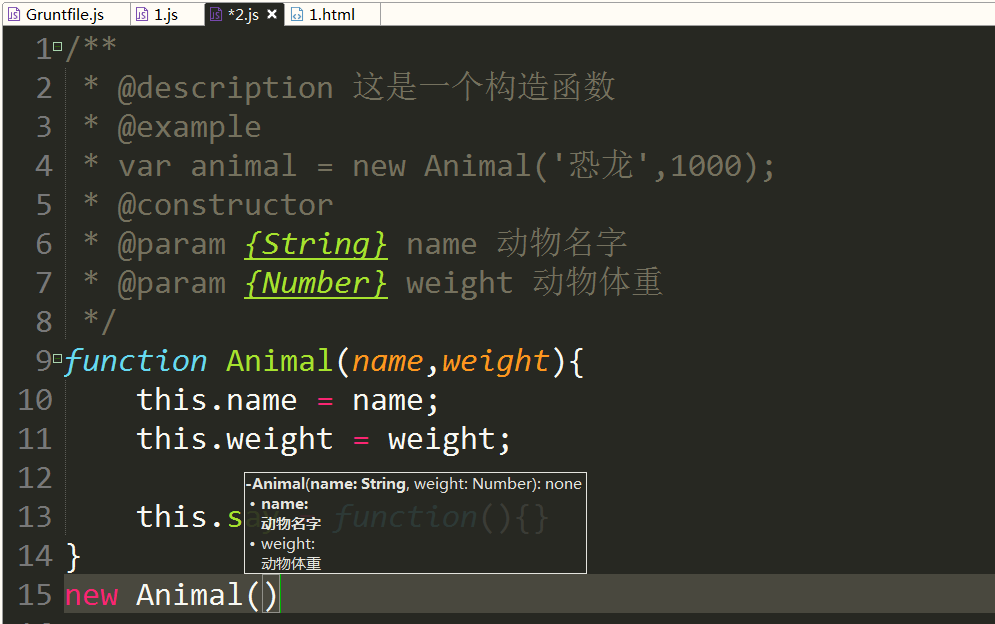 Gruntfile.js 1.js *2.js 1.html
1 /**
2 * @description 这是一个构造函数
3 * @example
4 * var animal = new Animal('恐龙',1000);
5 * @constructor
6 * @param {String} name 动物名字
7 * @param {Number} weight 动物体重
8 */
9 function Animal(name,weight){
10 this.name = name;
11 this.weight = weight;
12
-Animal(name: String, weight: Number): none
• name:
13 this.s function(){}
动物名字
• weight:
14 }
动物体重
15 new Animal()